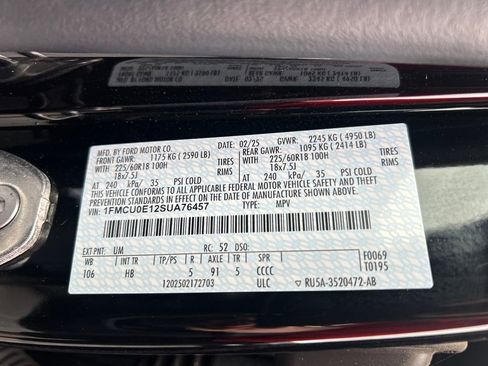 MFD. BY FORD MOTOR CO.
02/25 GVWR: 2245 KG ( 4950 LB)
FRONT GAWR: 1175 KG ( 2590 LB) REAR GAWR: 1095 KG ( 2414 LB)
225/60R18 100H TIRES 225/60R18 100H TIRES
18x7.5J RIMS 18x7.5J RIMS
AT 240 kPa/ 35 PSI COLD AT 240 kPa/ 35 PSI COLD
THIS VEHICLE CONFORMS TO ALL APPLICABLE FEDERAL MOTOR VEHICLE SAFETY, BUMPER, AND THEFT
PREVENTION STANDARDS IN EFFECT ON THE DATE OF MANUFACTURE SHOWN ABOVE.
VIN: 1FMCU0E12SUA76457 TYPE: MPV
EXT PNT: UM RC: 52 DSO:
WB INT TR TP/PS R AXLE TR SPR F0069
106 HB 5 91 5 CCCC T0195
1202502172703 ULC ▽ RU5A-3520472-AB